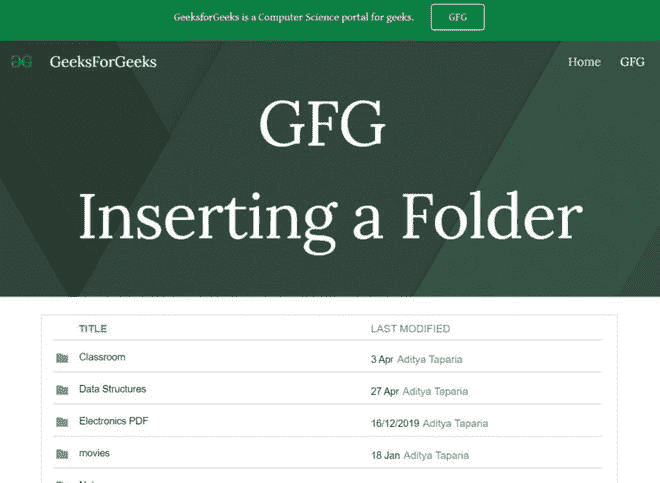 GeeksforGeeks is a Computer Science portal for geeks. GFG
GeeksForGeeks Home GFG
GFG
Inserting a Folder
TITLE LAST MODIFIED
Classroom 3 Apr Aditya Taparia
Data Structures 27 Apr Aditya Taparia
Electronics PDF 16/12/2019 Aditya Taparia
movies 18 Jan Aditya Taparia